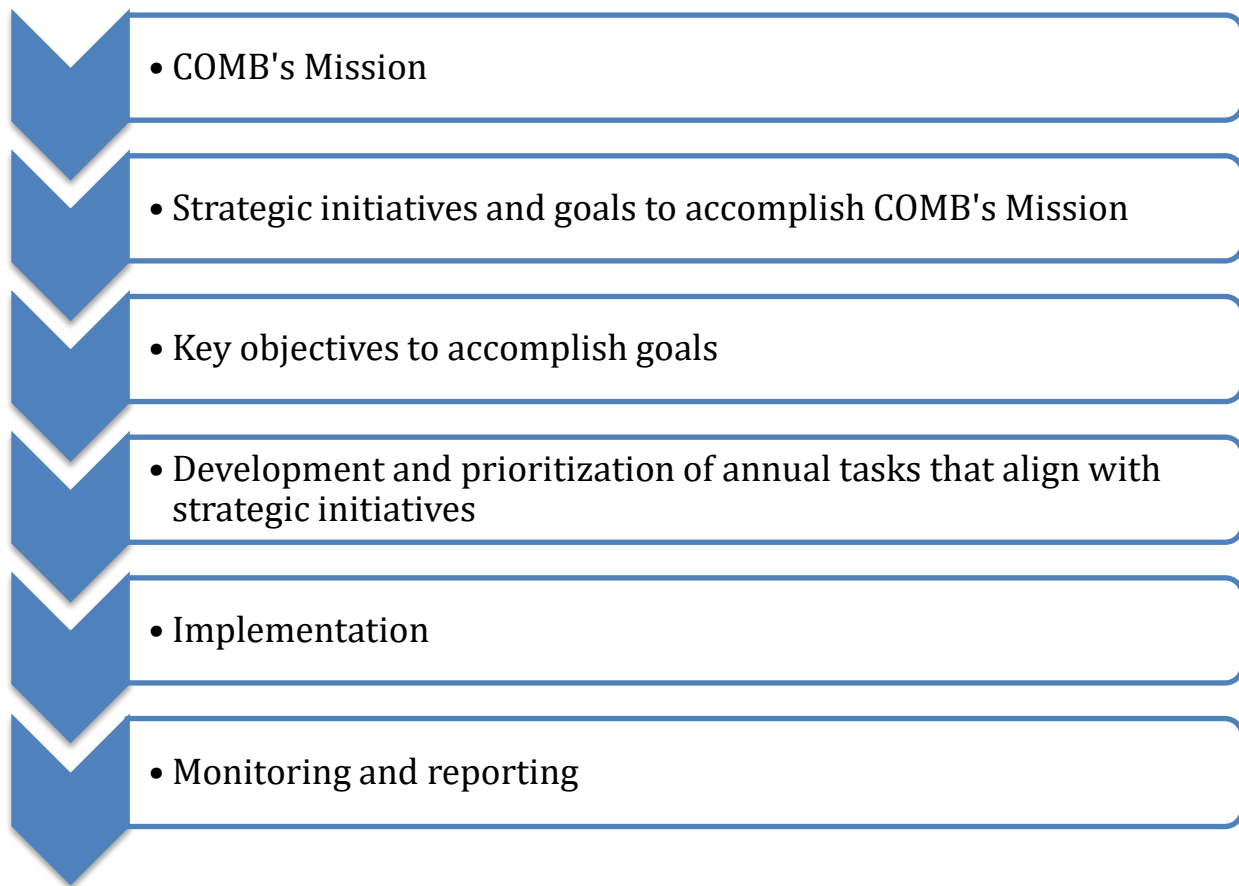 • COMB's Mission
• Strategic initiatives and goals to accomplish COMB's Mission
• Key objectives to accomplish goals
• Development and prioritization of annual tasks that align with
strategic initiatives
• Implementation
• Monitoring and reporting